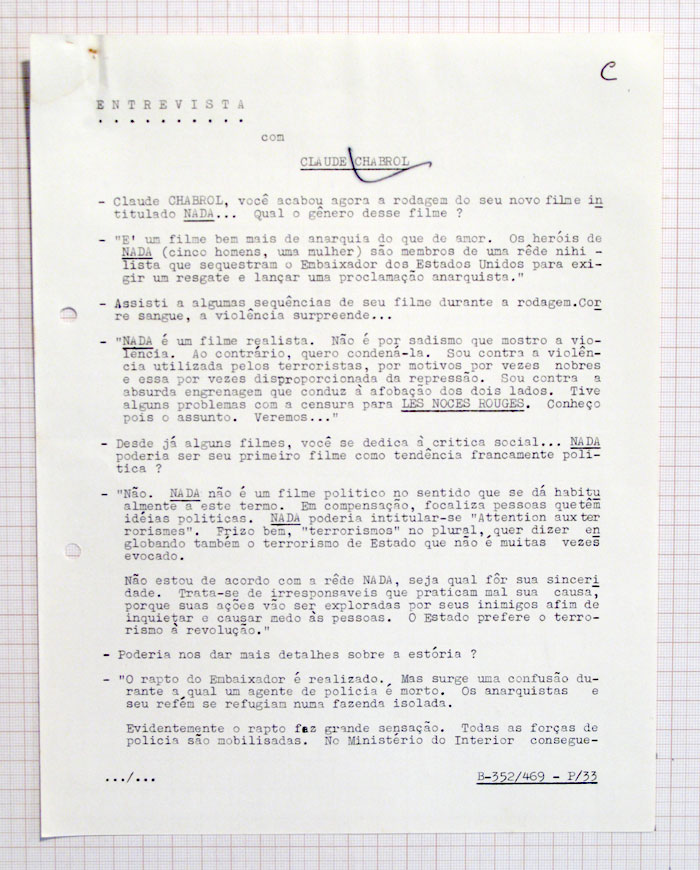 C
ENTREVISTA
..........
com
CLAUDE CHABROL
- Claude CHABROL, você acabou agora a rodagem do seu novo filme in
titulado NADA... Qual o gênero desse filme ?
- "E' um filme bem mais de anarquia do que de amor. Os heróis de
NADA (cinco homens, uma mulher) são membros de uma rêde nihi -
lista que sequestram o Embaixador dos Estados Unidos para exi-
gir um resgate e lançar uma proclamação anarquista."
- Assisti a algumas sequências de seu filme durante a rodagem.Cor
re sangue, a violência surpreende...
- "NADA é um filme realista. Não é por sadismo que mostro a vio-
lência. Ao contrário, quero condená-la. Sou contra a violên-
cia utilizada pelos terroristas, por motivos por vezes nobres
e essa por vezes disproporcionada da repressão. Sou contra a
absurda engrenagem que conduz à afobação dos dois lados. Tive
alguns problemas com a censura para LES NOCES ROUGES. Conheço
pois o assunto. Veremos..."
- Desde já alguns filmes, você se dedica à critica social... NADA
poderia ser seu primeiro filme como tendência francamente polí-
tica ?
- "Não. NADA não é um filme politico no sentido que se dá habitu
almente a este termo. Em compensação, focaliza pessoas quetêm
idéias politicas. NADA poderia intitular-se "Attention aux ter
rorismes". Frizo bem, "terrorismos" no plural, quer dizer en
globando também o terrorismo de Estado que não é muitas vezes
evocado.
Não estou de acordo com a rêde NADA, seja qual fôr sua sinceri
dade. Trata-se de irresponsaveis que praticam mal sua causa,
porque suas ações vão ser exploradas por seus inimigos afim de
inquietar e causar medo às pessoas. O Estado prefere o terro-
rismo à revolução."
- Poderia nos dar mais detalhes sobre a estória ?
- "O rapto do Embaixador é realizado. Mas surge uma confusão du-
rante a qual um agente de policia é morto. Os anarquistas e
seu refém se refugiam numa fazenda isolada.
Evidentemente o rapto faz grande sensação. Todas as forças de
policia são mobilisadas. No Ministério do Interior consegue-
.../...
B-352/469 - P/33